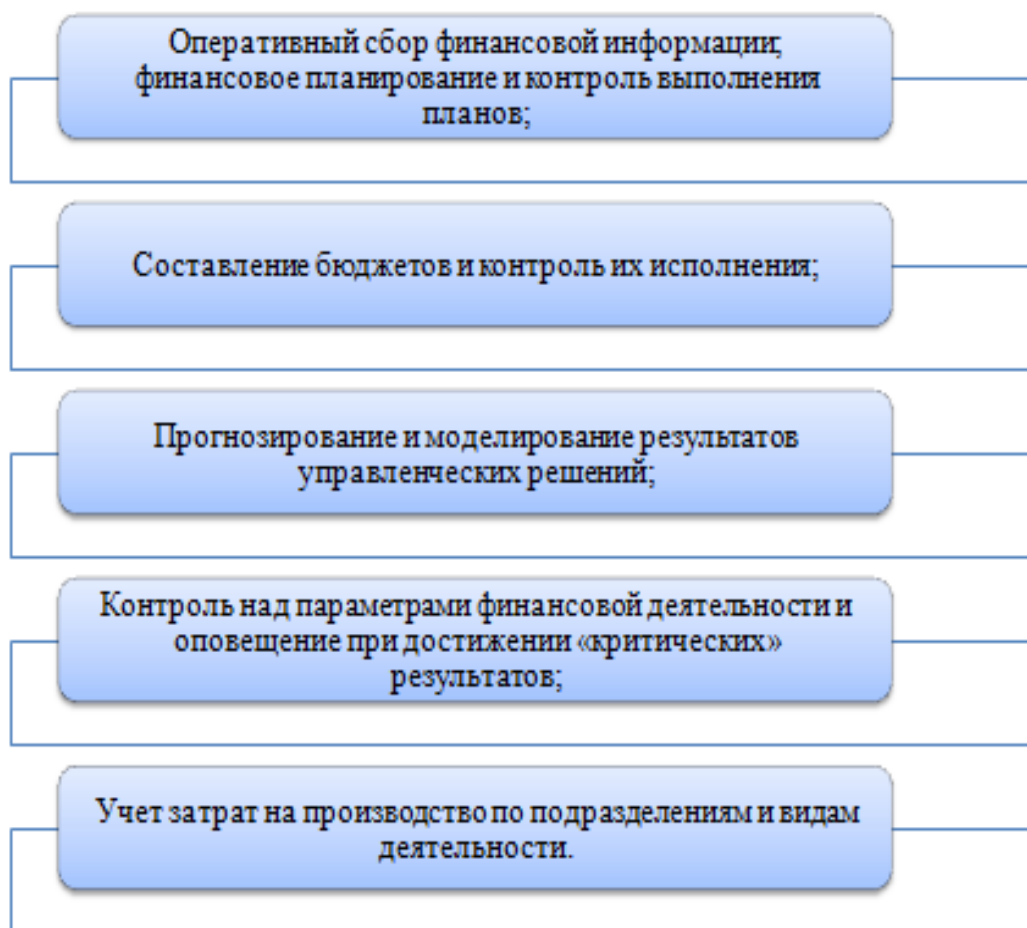 Оперативный сбор финансовой информации;
финансовое планирование и контроль выполнения
планов;
Составление бюджетов и контроль их исполнения;
Прогнозирование и моделирование результатов
управленческих решений;
Контроль над параметрами финансовой деятельности и
оповещение при достижении «критических»
результатов;
Учет затрат на производство по подразделениям и видам
деятельности.